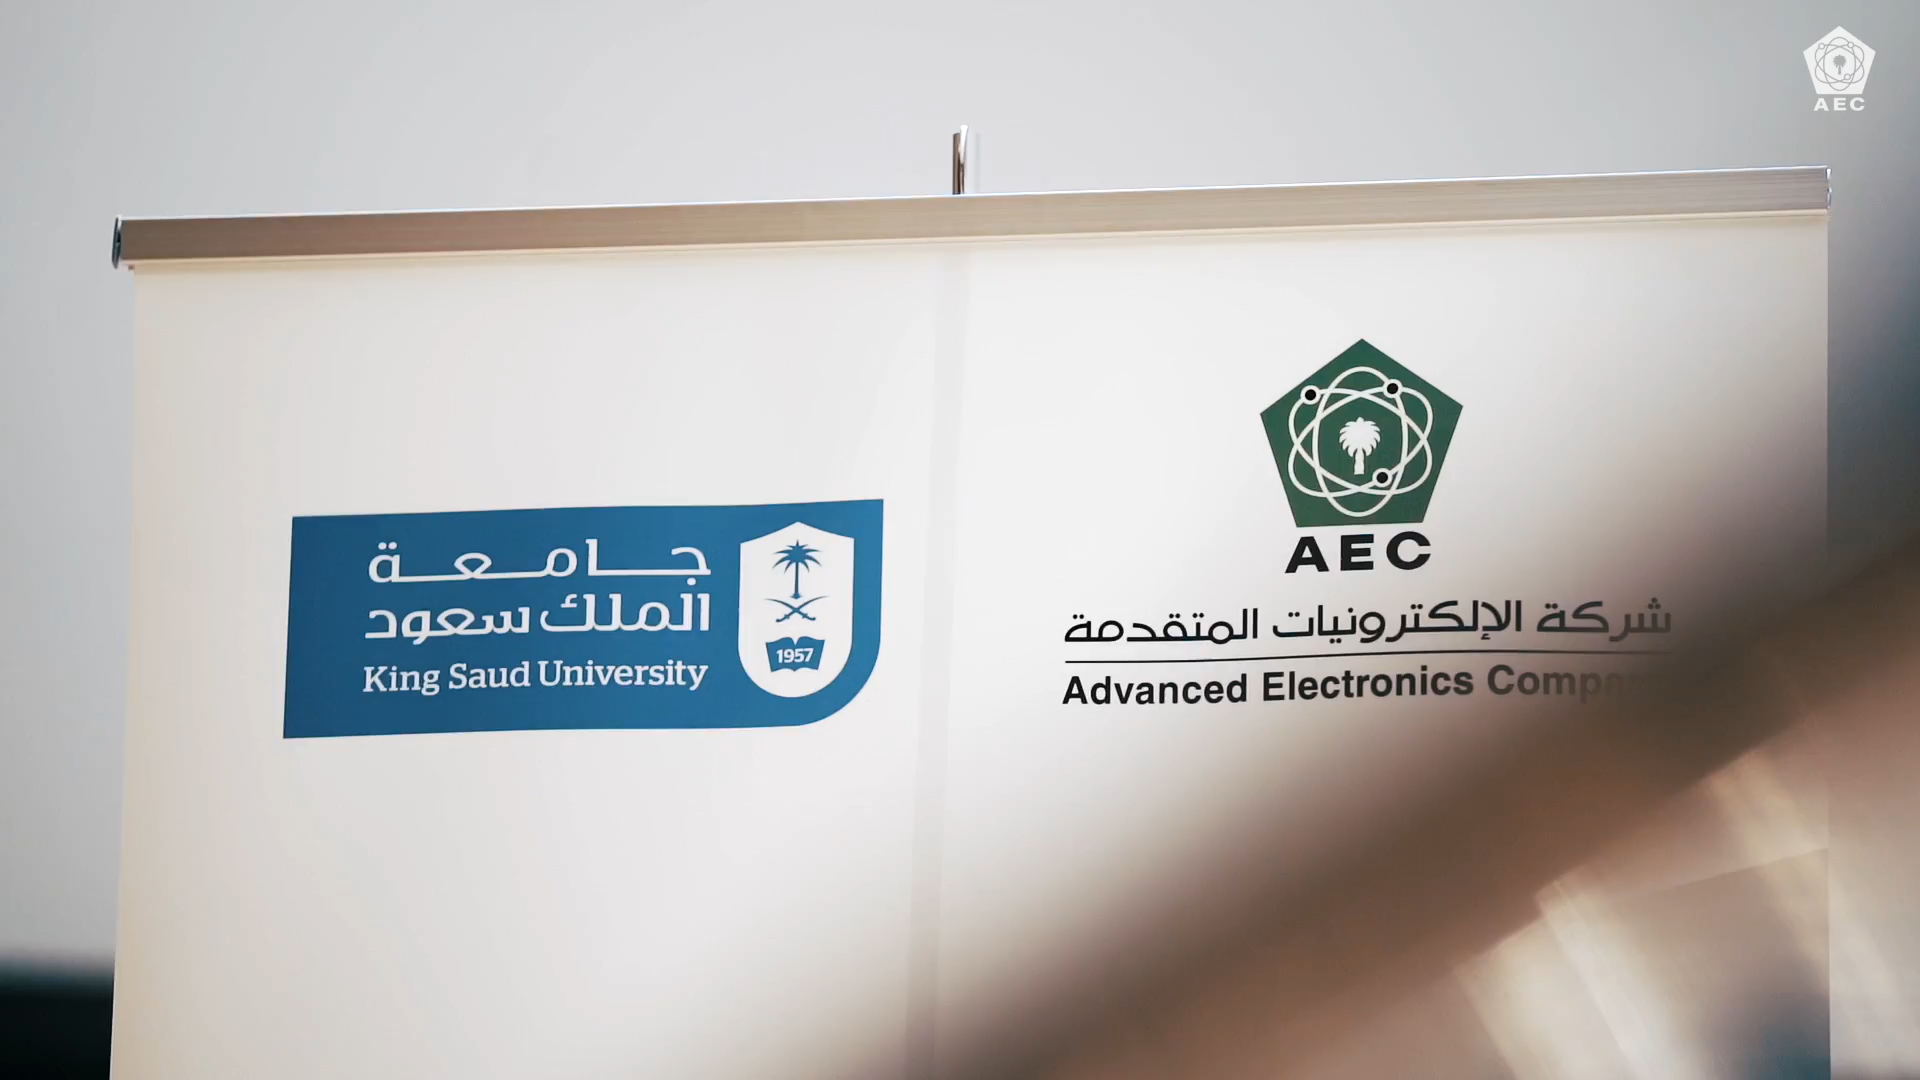 AEC
جامعة
الملك سعود
King Saud University
1957
AEC
شركة الإلكترونيات المتقدمة
Advanced Electronics